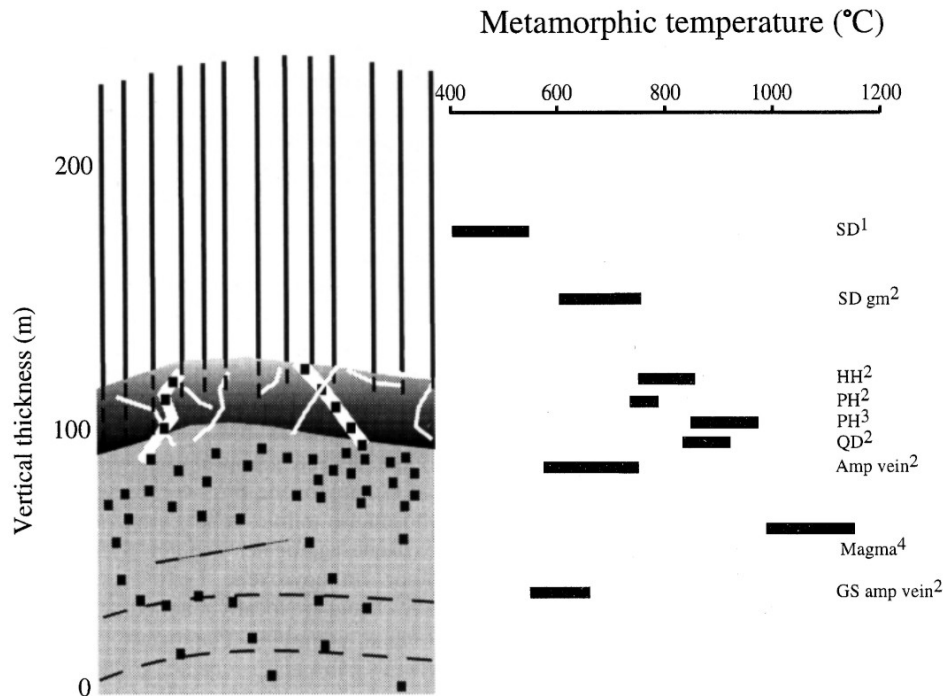 Metamorphic temperature (°C)
400 600 800 1000 1200
Vertical thickness (m)
200
100
0
SD¹
SD gm²
HH²
PH²
PH³
QD²
Amp vein²
Magma⁴
GS amp vein²